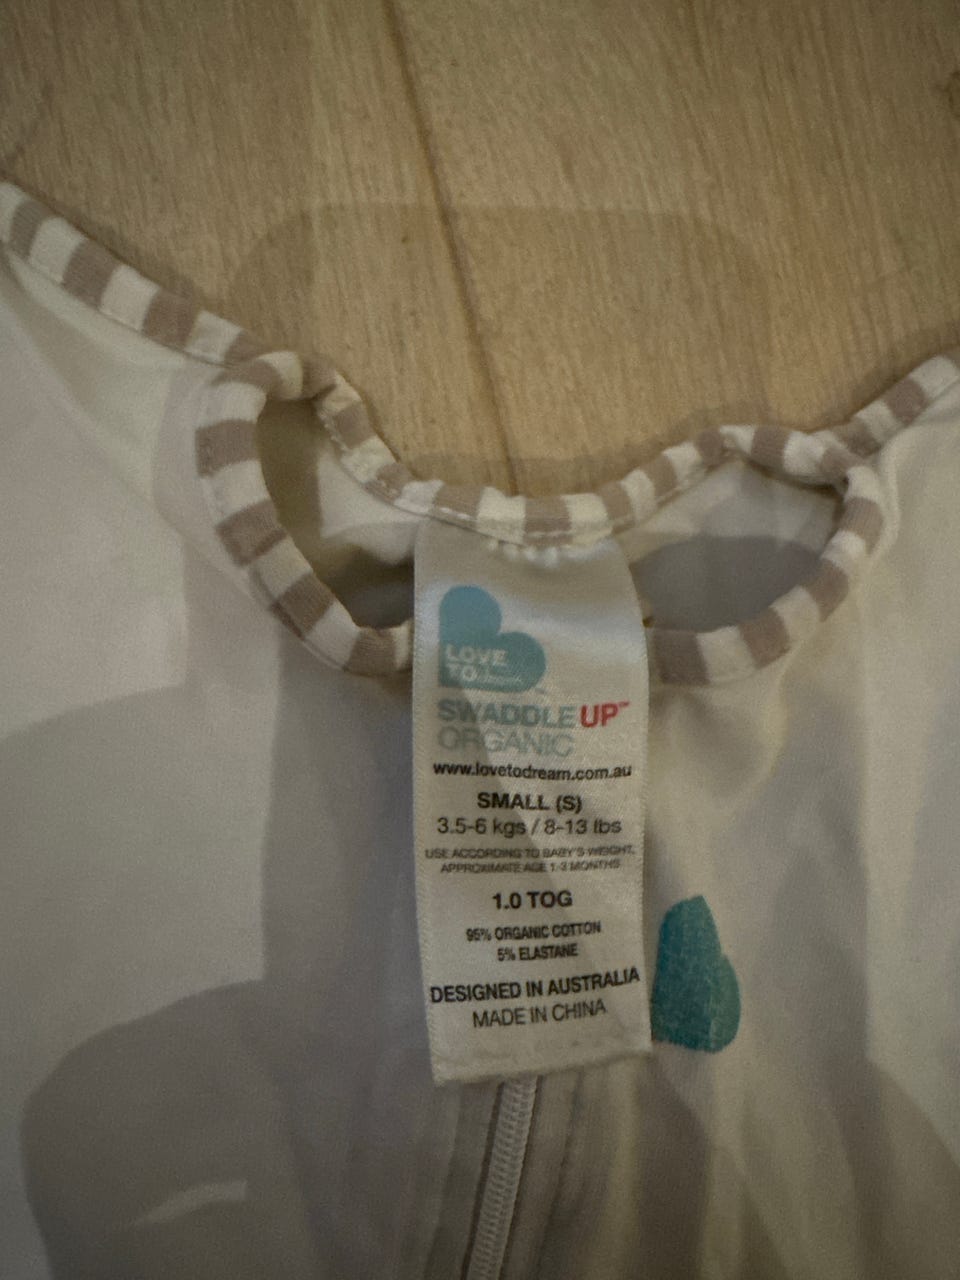 LOVE
TO dream
SWADDLE UP™
ORGANIC
www.lovetodream.com.au
SMALL (S)
3.5-6 kgs / 8-13 lbs
USE ACCORDING TO BABY'S WEIGHT.
APPROXIMATE AGE 1-3 MONTHS
1.0 TOG
95% ORGANIC COTTON
5% ELASTANE
DESIGNED IN AUSTRALIA
MADE IN CHINA